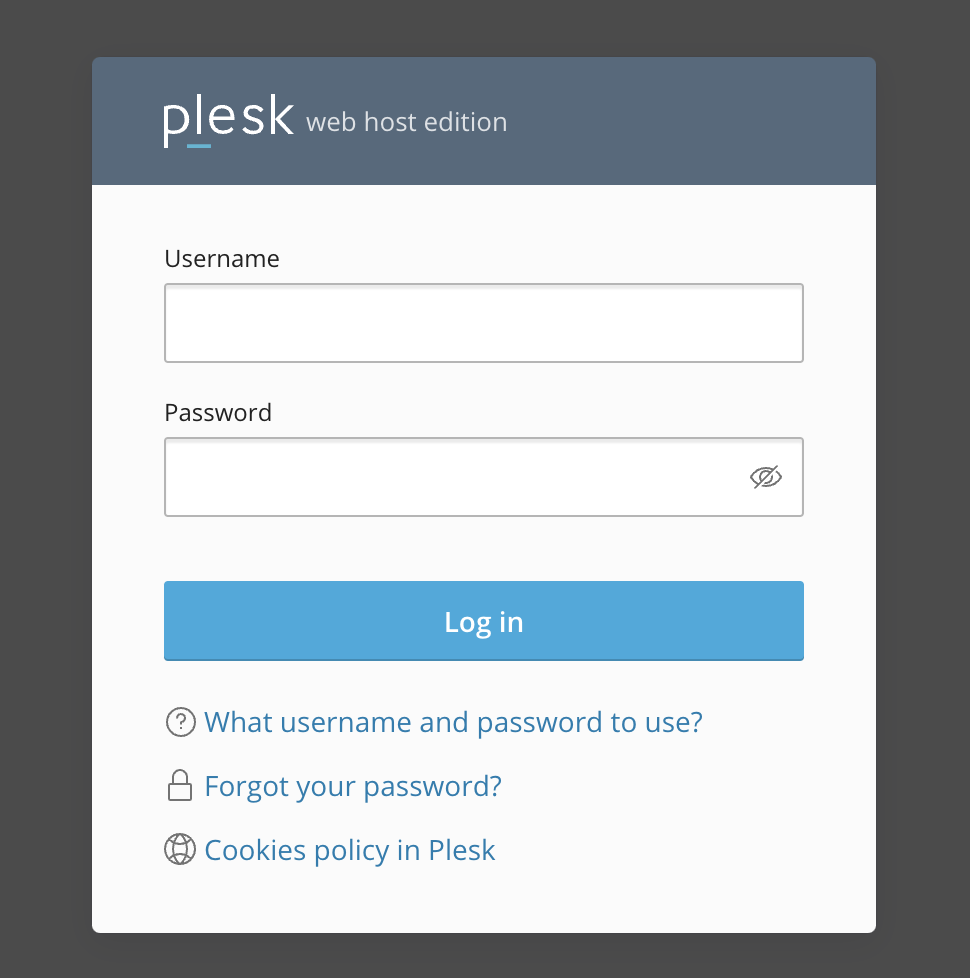 plesk web host edition
Username
Password
Log in
What username and password to use?
Forgot your password?
Cookies policy in Plesk